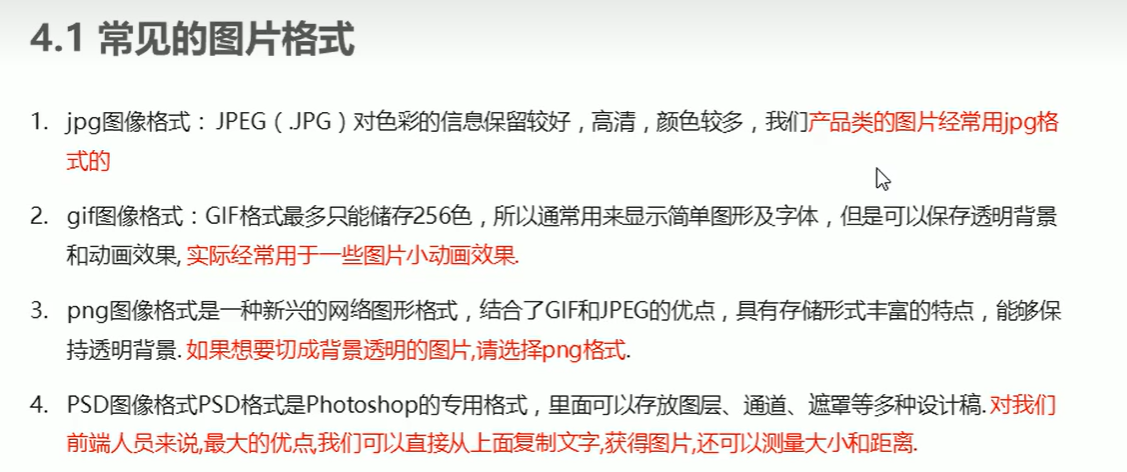 4.1 常见的图片格式
1. jpg图像格式：JPEG（.JPG）对色彩的信息保留较好，高清，颜色较多，我们产品类的图片经常用jpg格
式的
2. gif图像格式：GIF格式最多只能储存256色，所以通常用来显示简单图形及字体，但是可以保存透明背景
和动画效果, 实际经常用于一些图片小动画效果.
3. png图像格式是一种新兴的网络图形格式，结合了GIF和JPEG的优点，具有存储形式丰富的特点，能够保
持透明背景. 如果想要切成背景透明的图片,请选择png格式.
4. PSD图像格式PSD格式是Photoshop的专用格式，里面可以存放图层、通道、遮罩等多种设计稿. 对我们
前端人员来说,最大的优点,我们可以直接从上面复制文字,获得图片,还可以测量大小和距离.